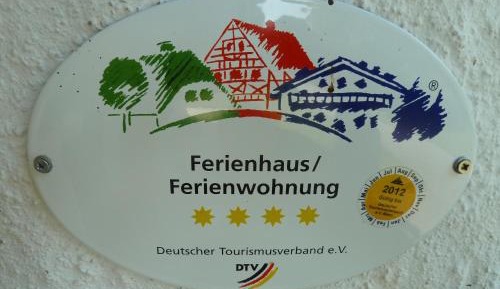 ®
Ferienhaus/
Ferienwohnung
2012
Deutscher Tourismusverband e.V.
DTV